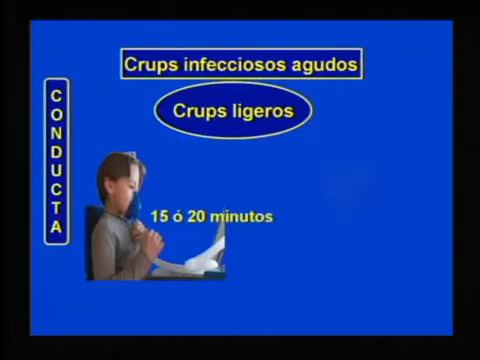 Crups infecciosos agudos
Crups ligeros
CONDUCTA
15 ó 20 minutos